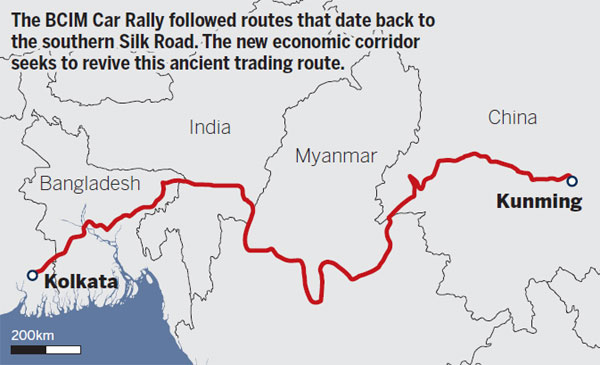 The BCIM Car Rally followed routes that date back to
the southern Silk Road. The new economic corridor
seeks to revive this ancient trading route.
China
India
Myanmar
Bangladesh
Kunming
Kolkata
200km